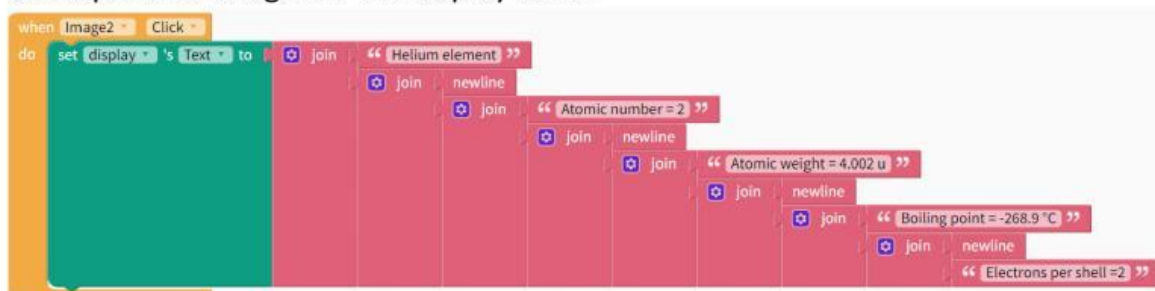 when Image2 Click
do set display 's Text to join “ Helium element ”
join newline
join “ Atomic number = 2 ”
join newline
join “ Atomic weight = 4.002 u ”
join newline
join “ Boiling point = -268.9 °C ”
join newline
“ Electrons per shell =2 ”